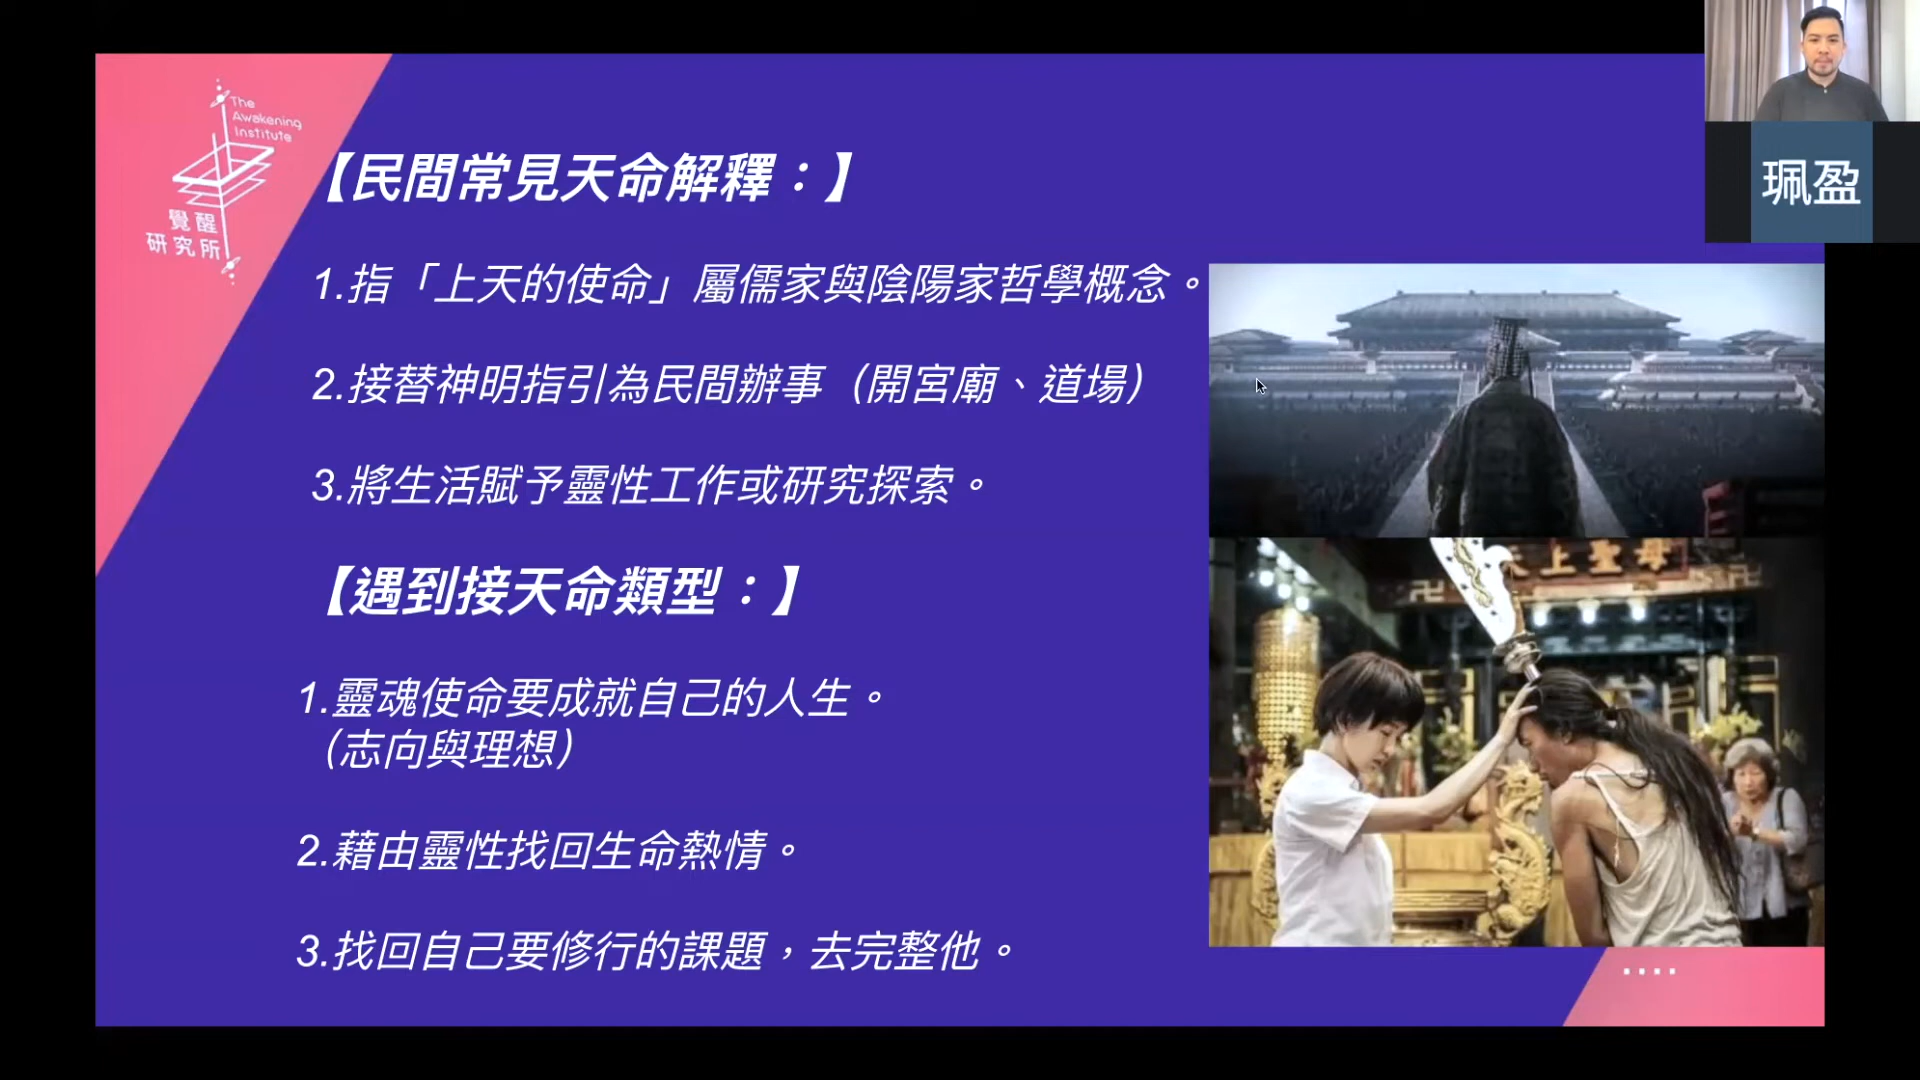 The
Awakening
Institute
覺醒
研究所
【民間常見天命解釋：】
1.指「上天的使命」屬儒家與陰陽家哲學概念。
2.接替神明指引為民間辦事（開宮廟、道場）
3.將生活賦予靈性工作或研究探索。
【遇到接天命類型：】
1.靈魂使命要成就自己的人生。
（志向與理想）
2.藉由靈性找回生命熱情。
3.找回自己要修行的課題，去完整他。
珮盈
母聖上天